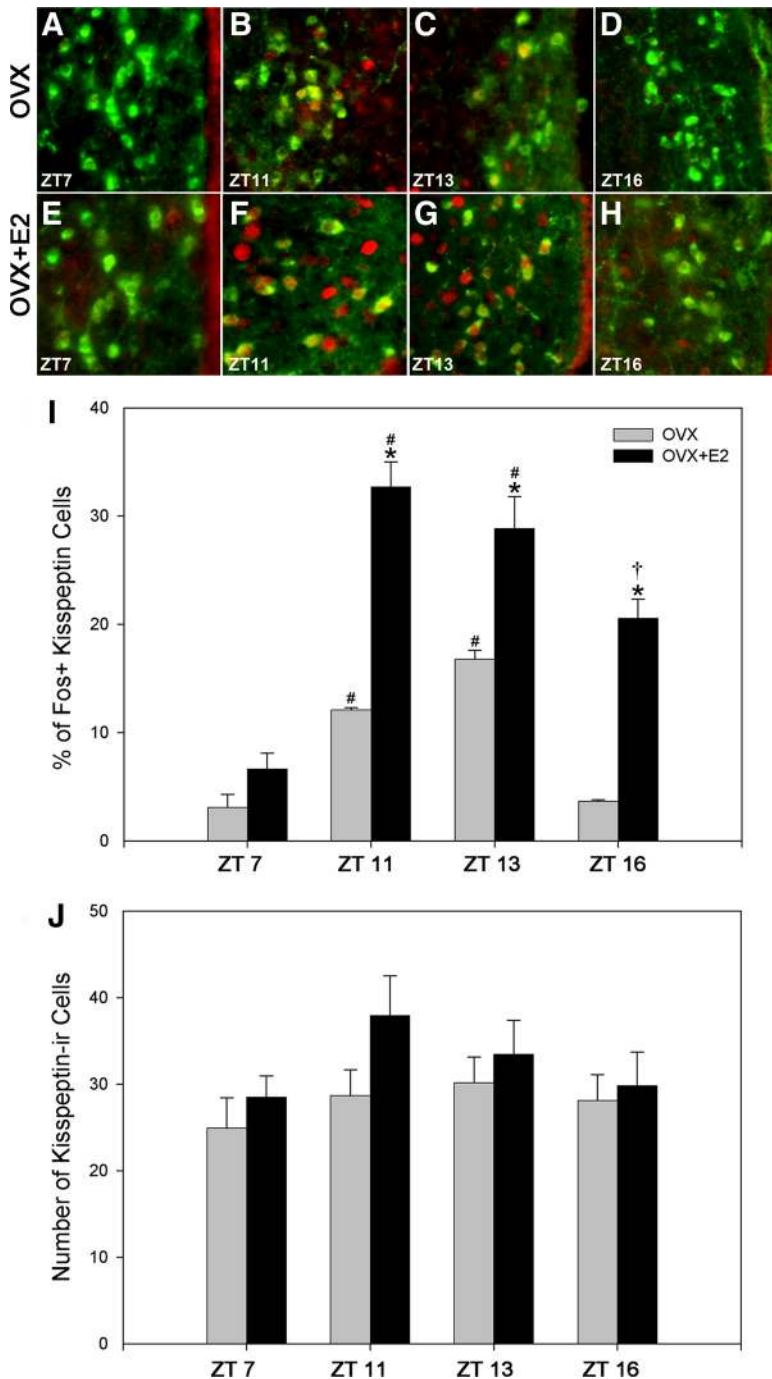 A B C D
OVX
ZT7 ZT11 ZT13 ZT16
E F G H
OVX+E2
ZT7 ZT11 ZT13 ZT16
I
40
30
20
10
0
% of Fos+ Kisspeptin Cells
OVX
OVX+E2
# *
# *
† *
#
#
ZT 7 ZT 11 ZT 13 ZT 16
J
50
40
30
20
10
0
Number of Kisspeptin-ir Cells
ZT 7 ZT 11 ZT 13 ZT 16